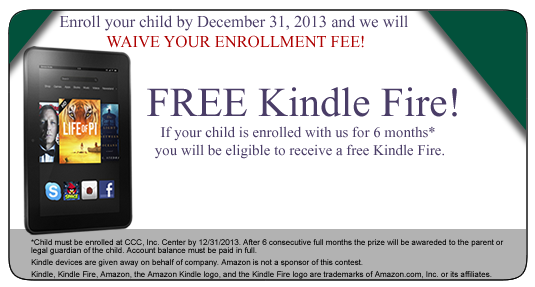 Enroll your child by December 31, 2013 and we will
WAIVE YOUR ENROLLMENT FEE!
FREE Kindle Fire!
If your child is enrolled with us for 6 months*
you will be eligible to receive a free Kindle Fire.
LIFE OF PI
*Child must be enrolled at CCC, Inc. Center by 12/31/2013. After 6 consecutive full months the prize will be awareded to the parent or
legal guardian of the child. Account balance must be paid in full.
Kindle devices are given away on behalf of company. Amazon is not a sponsor of this contest.
Kindle, Kindle Fire, Amazon, the Amazon Kindle logo, and the Kindle Fire logo are trademarks of Amazon.com, Inc. or its affiliates.